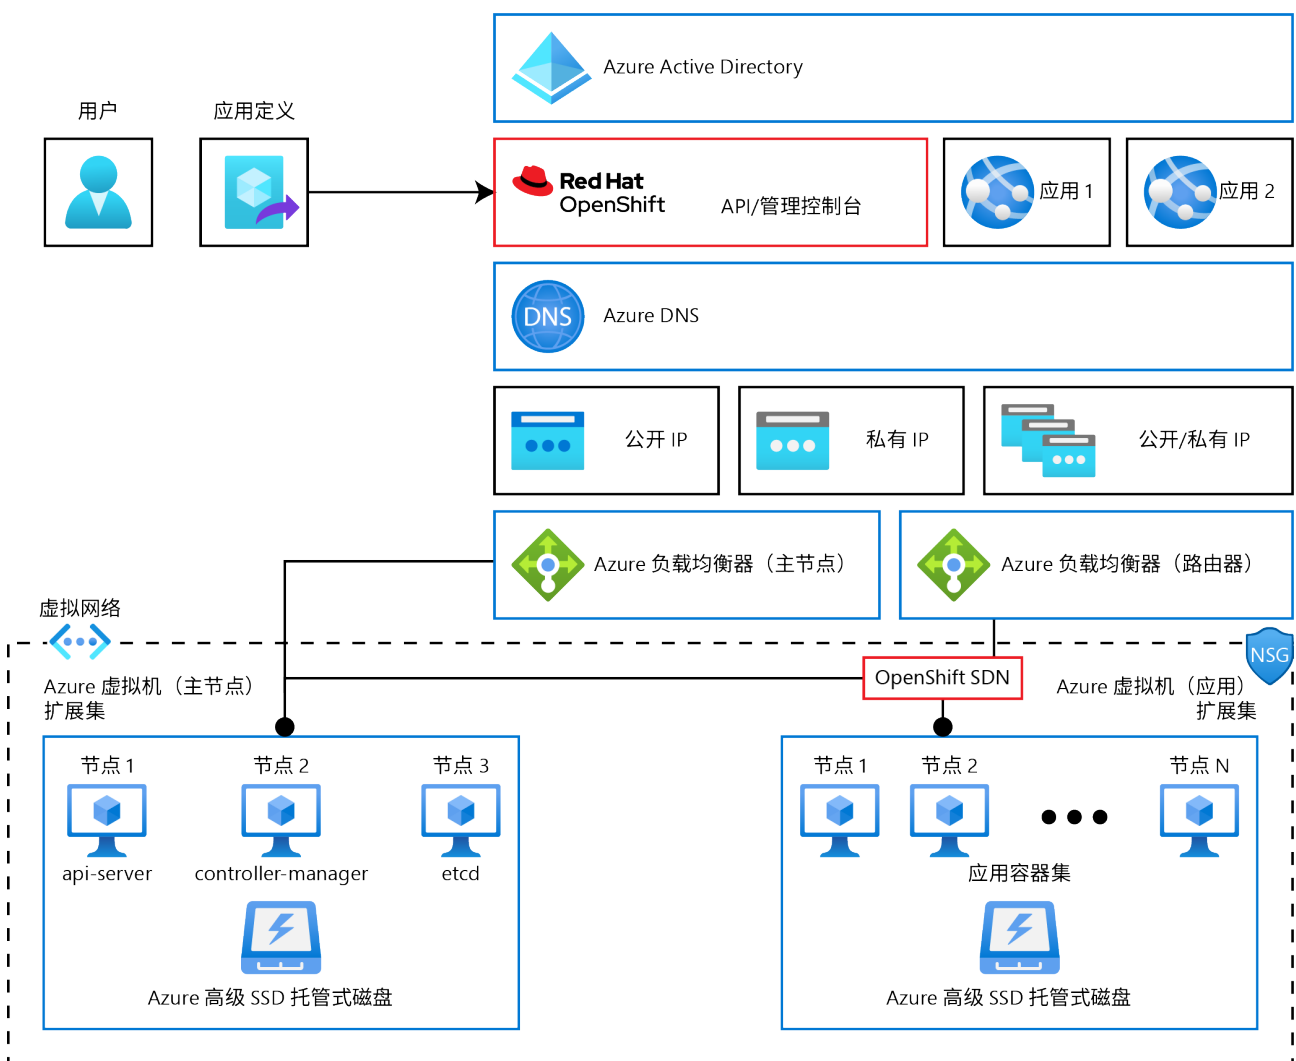 Azure Active Directory
用户
应用定义
Red Hat
OpenShift
API/管理控制台
应用 1
应用 2
DNS
Azure DNS
公开 IP
私有 IP
公开/私有 IP
Azure 负载均衡器（主节点）
Azure 负载均衡器（路由器）
虚拟网络
NSG
OpenShift SDN
Azure 虚拟机（主节点）
扩展集
Azure 虚拟机（应用）
扩展集
节点 1
节点 2
节点 3
api-server
controller-manager
etcd
Azure 高级 SSD 托管式磁盘
节点 1
节点 2
节点 N
应用容器集
Azure 高级 SSD 托管式磁盘